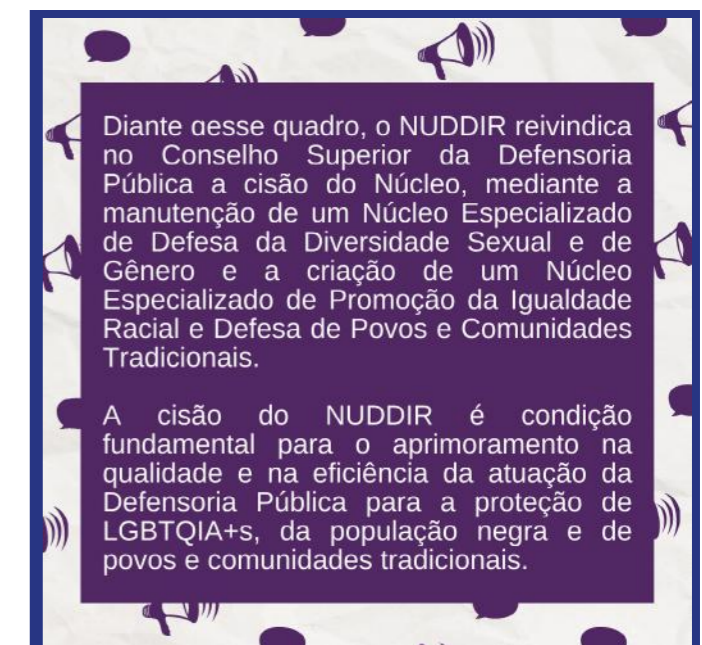 Diante desse quadro, o NUDDIR reivindica
no Conselho Superior da Defensoria
Pública a cisão do Núcleo, mediante a
manutenção de um Núcleo Especializado
de Defesa da Diversidade Sexual e de
Gênero e a criação de um Núcleo
Especializado de Promoção da Igualdade
Racial e Defesa de Povos e Comunidades
Tradicionais.
A cisão do NUDDIR é condição
fundamental para o aprimoramento na
qualidade e na eficiência da atuação da
Defensoria Pública para a proteção de
LGBTQIA+s, da população negra e de
povos e comunidades tradicionais.